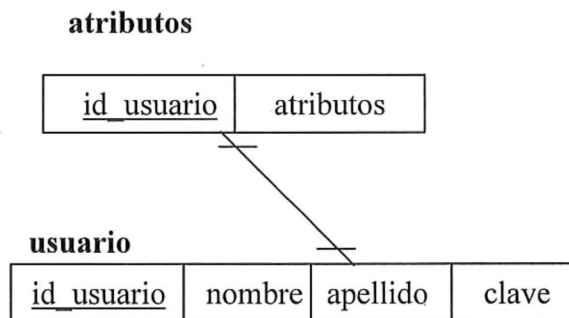 atributos
id_usuario atributos
usuario
id_usuario nombre apellido clave